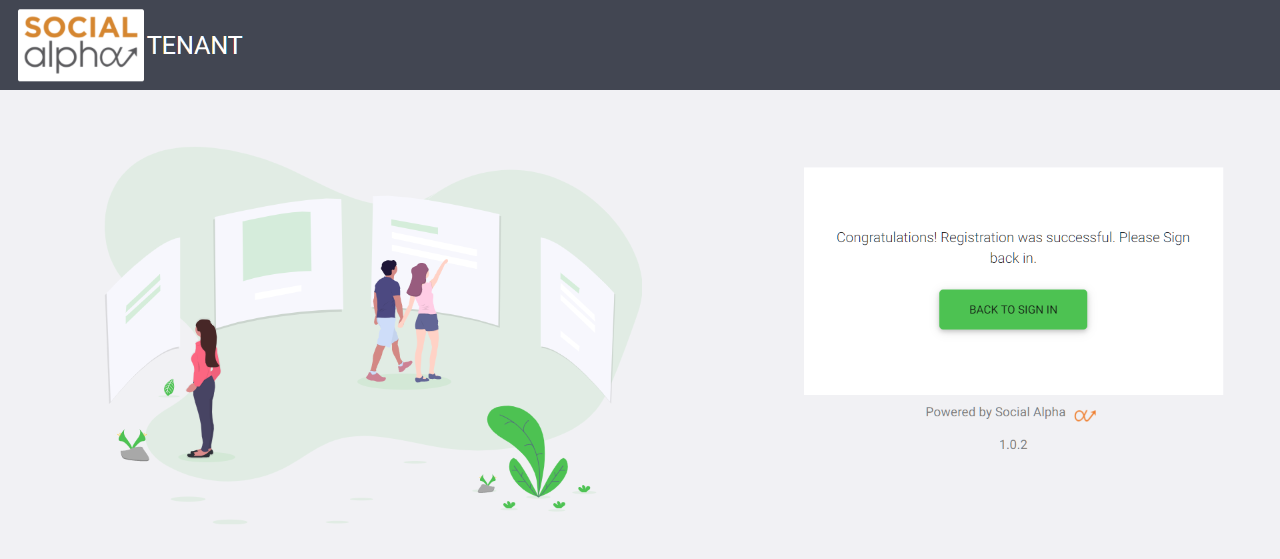 SOCIAL
alpha
TENANT
Congratulations! Registration was successful. Please Sign
back in.
BACK TO SIGN IN
Powered by Social Alpha
1.0.2